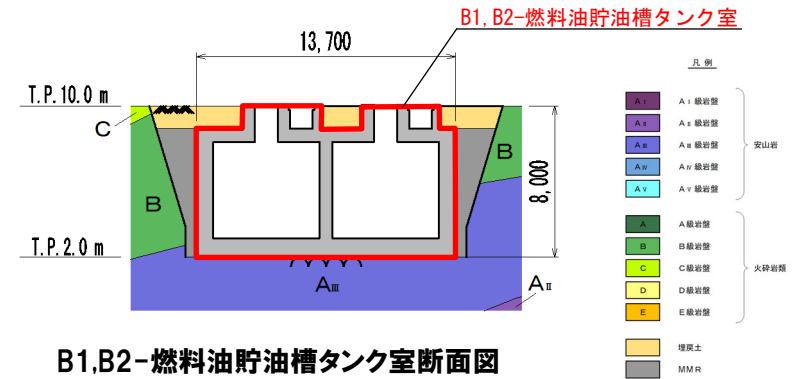 B1,B2-燃料油貯油槽タンク室
13,700
T.P.10.0 m
C
B
B
8,000
T.P.2.0 m
AⅢ
AⅡ
B1,B2-燃料油貯油槽タンク室断面図
凡 例
AⅠ AⅠ級岩盤
AⅡ AⅡ級岩盤
AⅢ AⅢ級岩盤
AⅣ AⅣ級岩盤
AⅤ AⅤ級岩盤
安山岩
A A級岩盤
B B級岩盤
C C級岩盤
D D級岩盤
E E級岩盤
火砕岩類
埋戻土
MMR